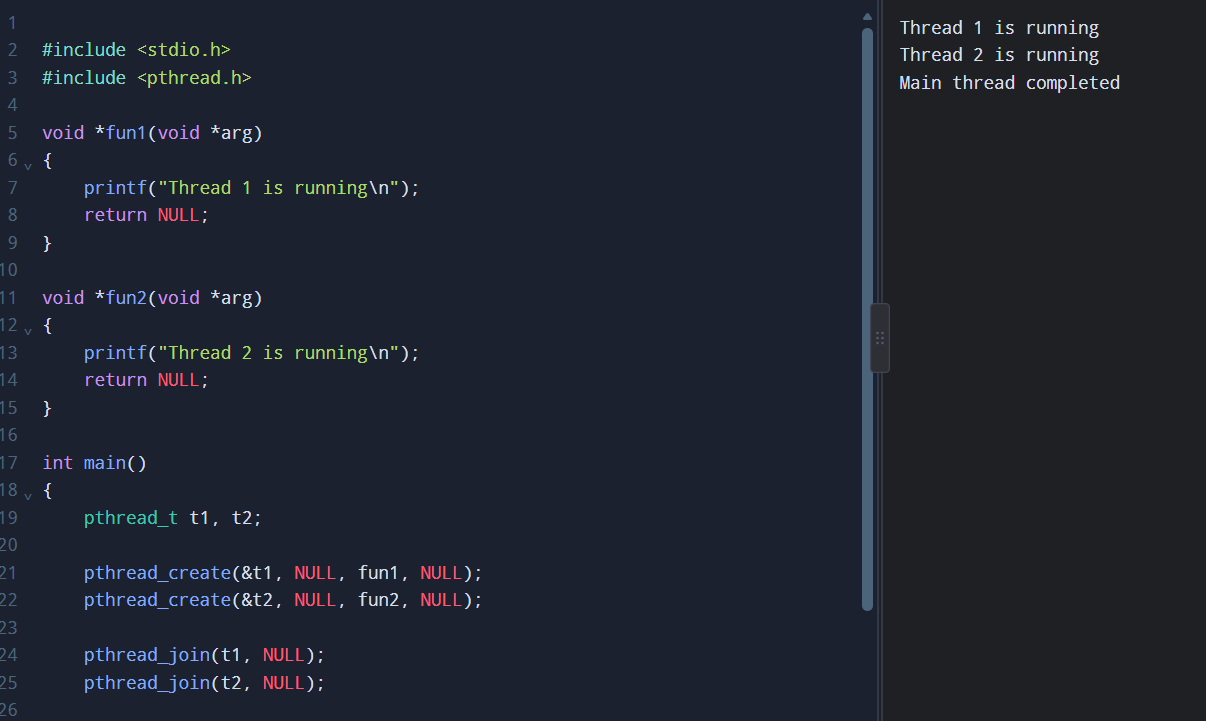 1
2 #include <stdio.h>
3 #include <pthread.h>
4
5 void *fun1(void *arg)
6 {
7     printf("Thread 1 is running\n");
8     return NULL;
9 }
10
11 void *fun2(void *arg)
12 {
13     printf("Thread 2 is running\n");
14     return NULL;
15 }
16
17 int main()
18 {
19     pthread_t t1, t2;
20
21     pthread_create(&t1, NULL, fun1, NULL);
22     pthread_create(&t2, NULL, fun2, NULL);
23
24     pthread_join(t1, NULL);
25     pthread_join(t2, NULL);
26
Thread 1 is running
Thread 2 is running
Main thread completed